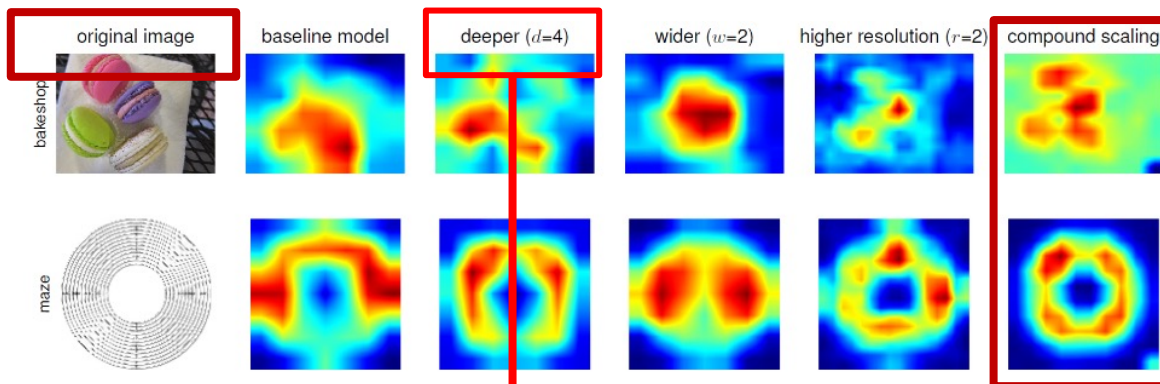 original image
baseline model
deeper (d=4)
wider (w=2)
higher resolution (r=2)
compound scaling
bakeshop
maze